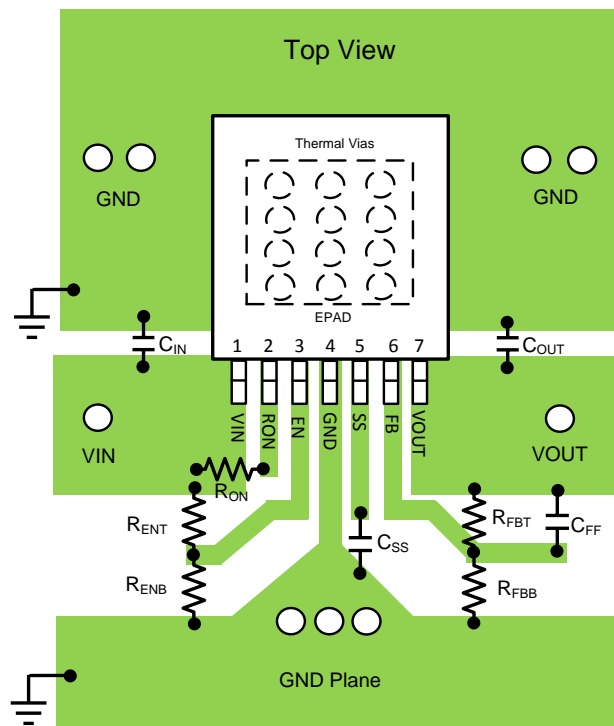 Top View
Thermal Vias
GND
GND
EPAD
CIN
COUT
1 2 3 4 5 6 7
VIN RON EN GND SS FB VOUT
VIN
VOUT
RON
RENT
RFBT
CFF
CSS
RENB
RFBB
GND Plane